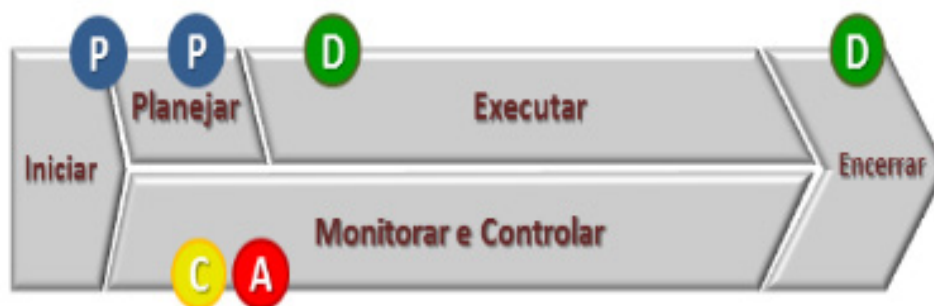 P
P
D
D
Planejar
Executar
Iniciar
Encerrar
Monitorar e Controlar
C
A